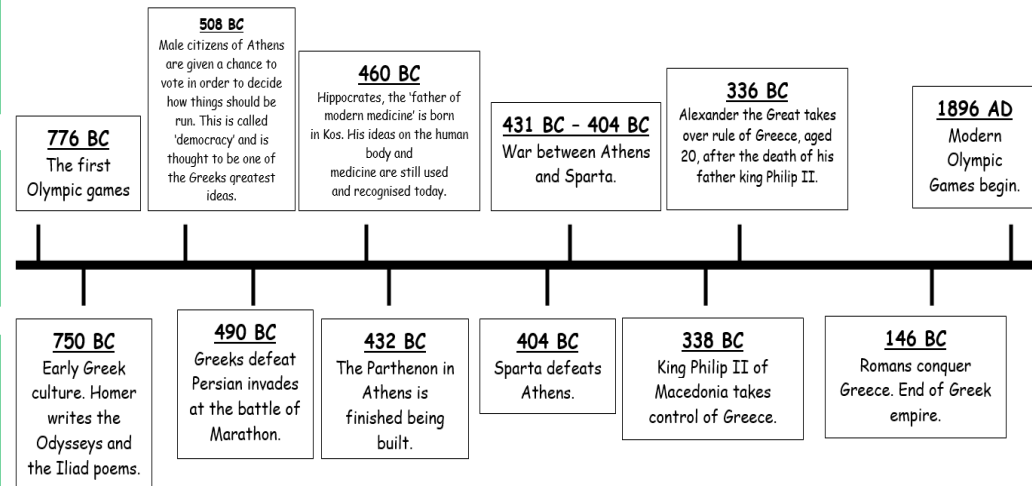 776 BC
The first
Olympic games
508 BC
Male citizens of Athens
are given a chance to
vote in order to decide
how things should be
run. This is called
'democracy' and is
thought to be one of
the Greeks greatest
ideas.
460 BC
Hippocrates, the 'father of
modern medicine' is born
in Kos. His ideas on the human
body and
medicine are still used
and recognised today.
431 BC – 404 BC
War between Athens
and Sparta.
336 BC
Alexander the Great takes
over rule of Greece, aged
20, after the death of his
father king Philip II.
1896 AD
Modern
Olympic
Games begin.
750 BC
Early Greek
culture. Homer
writes the
Odysseys and
the Iliad poems.
490 BC
Greeks defeat
Persian invades
at the battle of
Marathon.
432 BC
The Parthenon in
Athens is
finished being
built.
404 BC
Sparta defeats
Athens.
338 BC
King Philip II of
Macedonia takes
control of Greece.
146 BC
Romans conquer
Greece. End of Greek
empire.